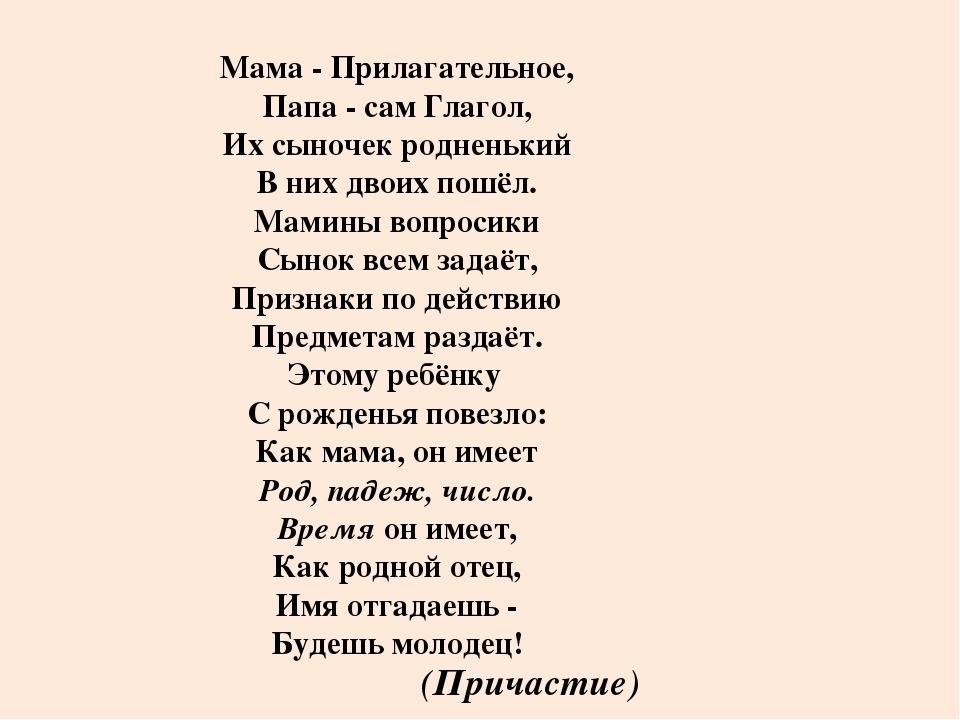 Мама - Прилагательное,
Папа - сам Глагол,
Их сыночек родненький
В них двоих пошёл.
Мамины вопросики
Сынок всем задаёт,
Признаки по действию
Предметам раздаёт.
Этому ребёнку
С рожденья повезло:
Как мама, он имеет
Род, падеж, число.
Время он имеет,
Как родной отец,
Имя отгадаешь -
Будешь молодец!
(Причастие)